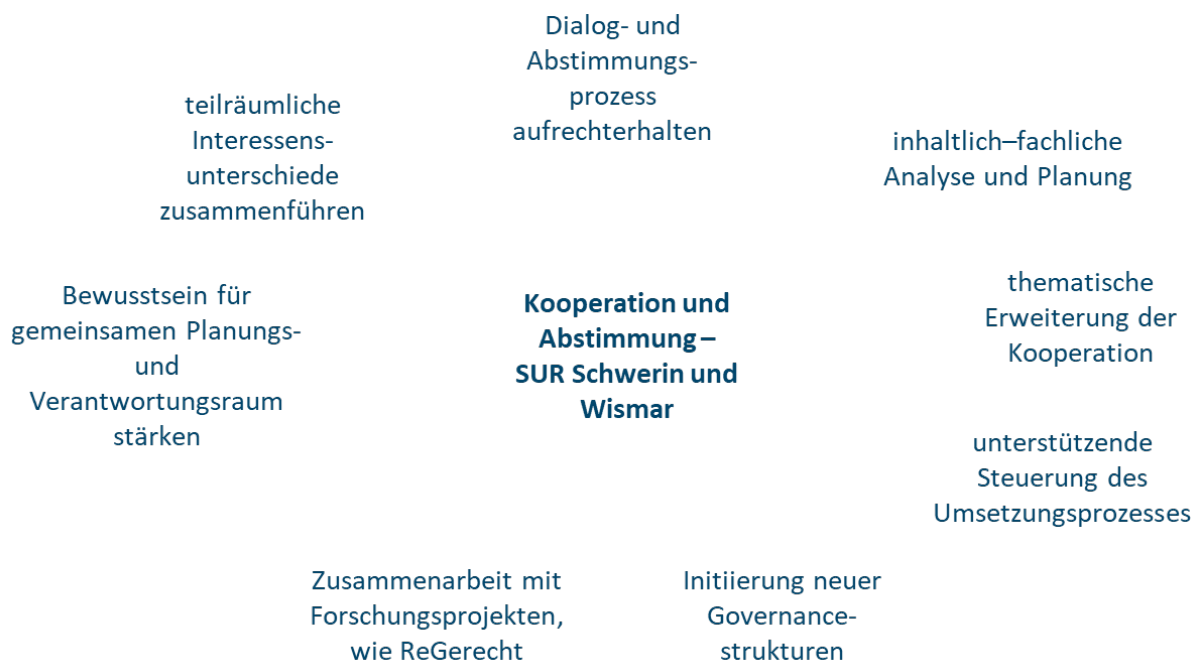 Dialog- und
Abstimmungs-
prozess
aufrechterhalten
teilräumliche
Interessens-
unterschiede
zusammenführen
inhaltlich–fachliche
Analyse und Planung
Bewusstsein für
gemeinsamen Planungs-
und
Verantwortungsraum
stärken
Kooperation und
Abstimmung –
SUR Schwerin und
Wismar
thematische
Erweiterung der
Kooperation
unterstützende
Steuerung des
Umsetzungsprozesses
Zusammenarbeit mit
Forschungsprojekten,
wie ReGerecht
Initiierung neuer
Governance-
strukturen